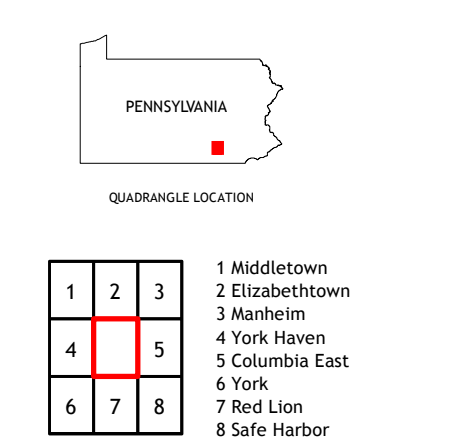 PENNSYLVANIA
QUADRANGLE LOCATION
1 2 3
4 5
6 7 8
1 Middletown
2 Elizabethtown
3 Manheim
4 York Haven
5 Columbia East
6 York
7 Red Lion
8 Safe Harbor